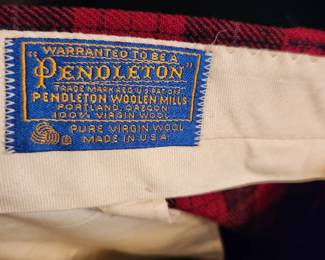 "WARRANTED TO BE A
PENDLETON"
TRADE MARK REG. U.S. PAT. OFF.
PENDLETON WOOLEN MILLS
PORTLAND, OREGON
100% VIRGIN WOOL
PURE VIRGIN WOOL
MADE IN U.S.A.